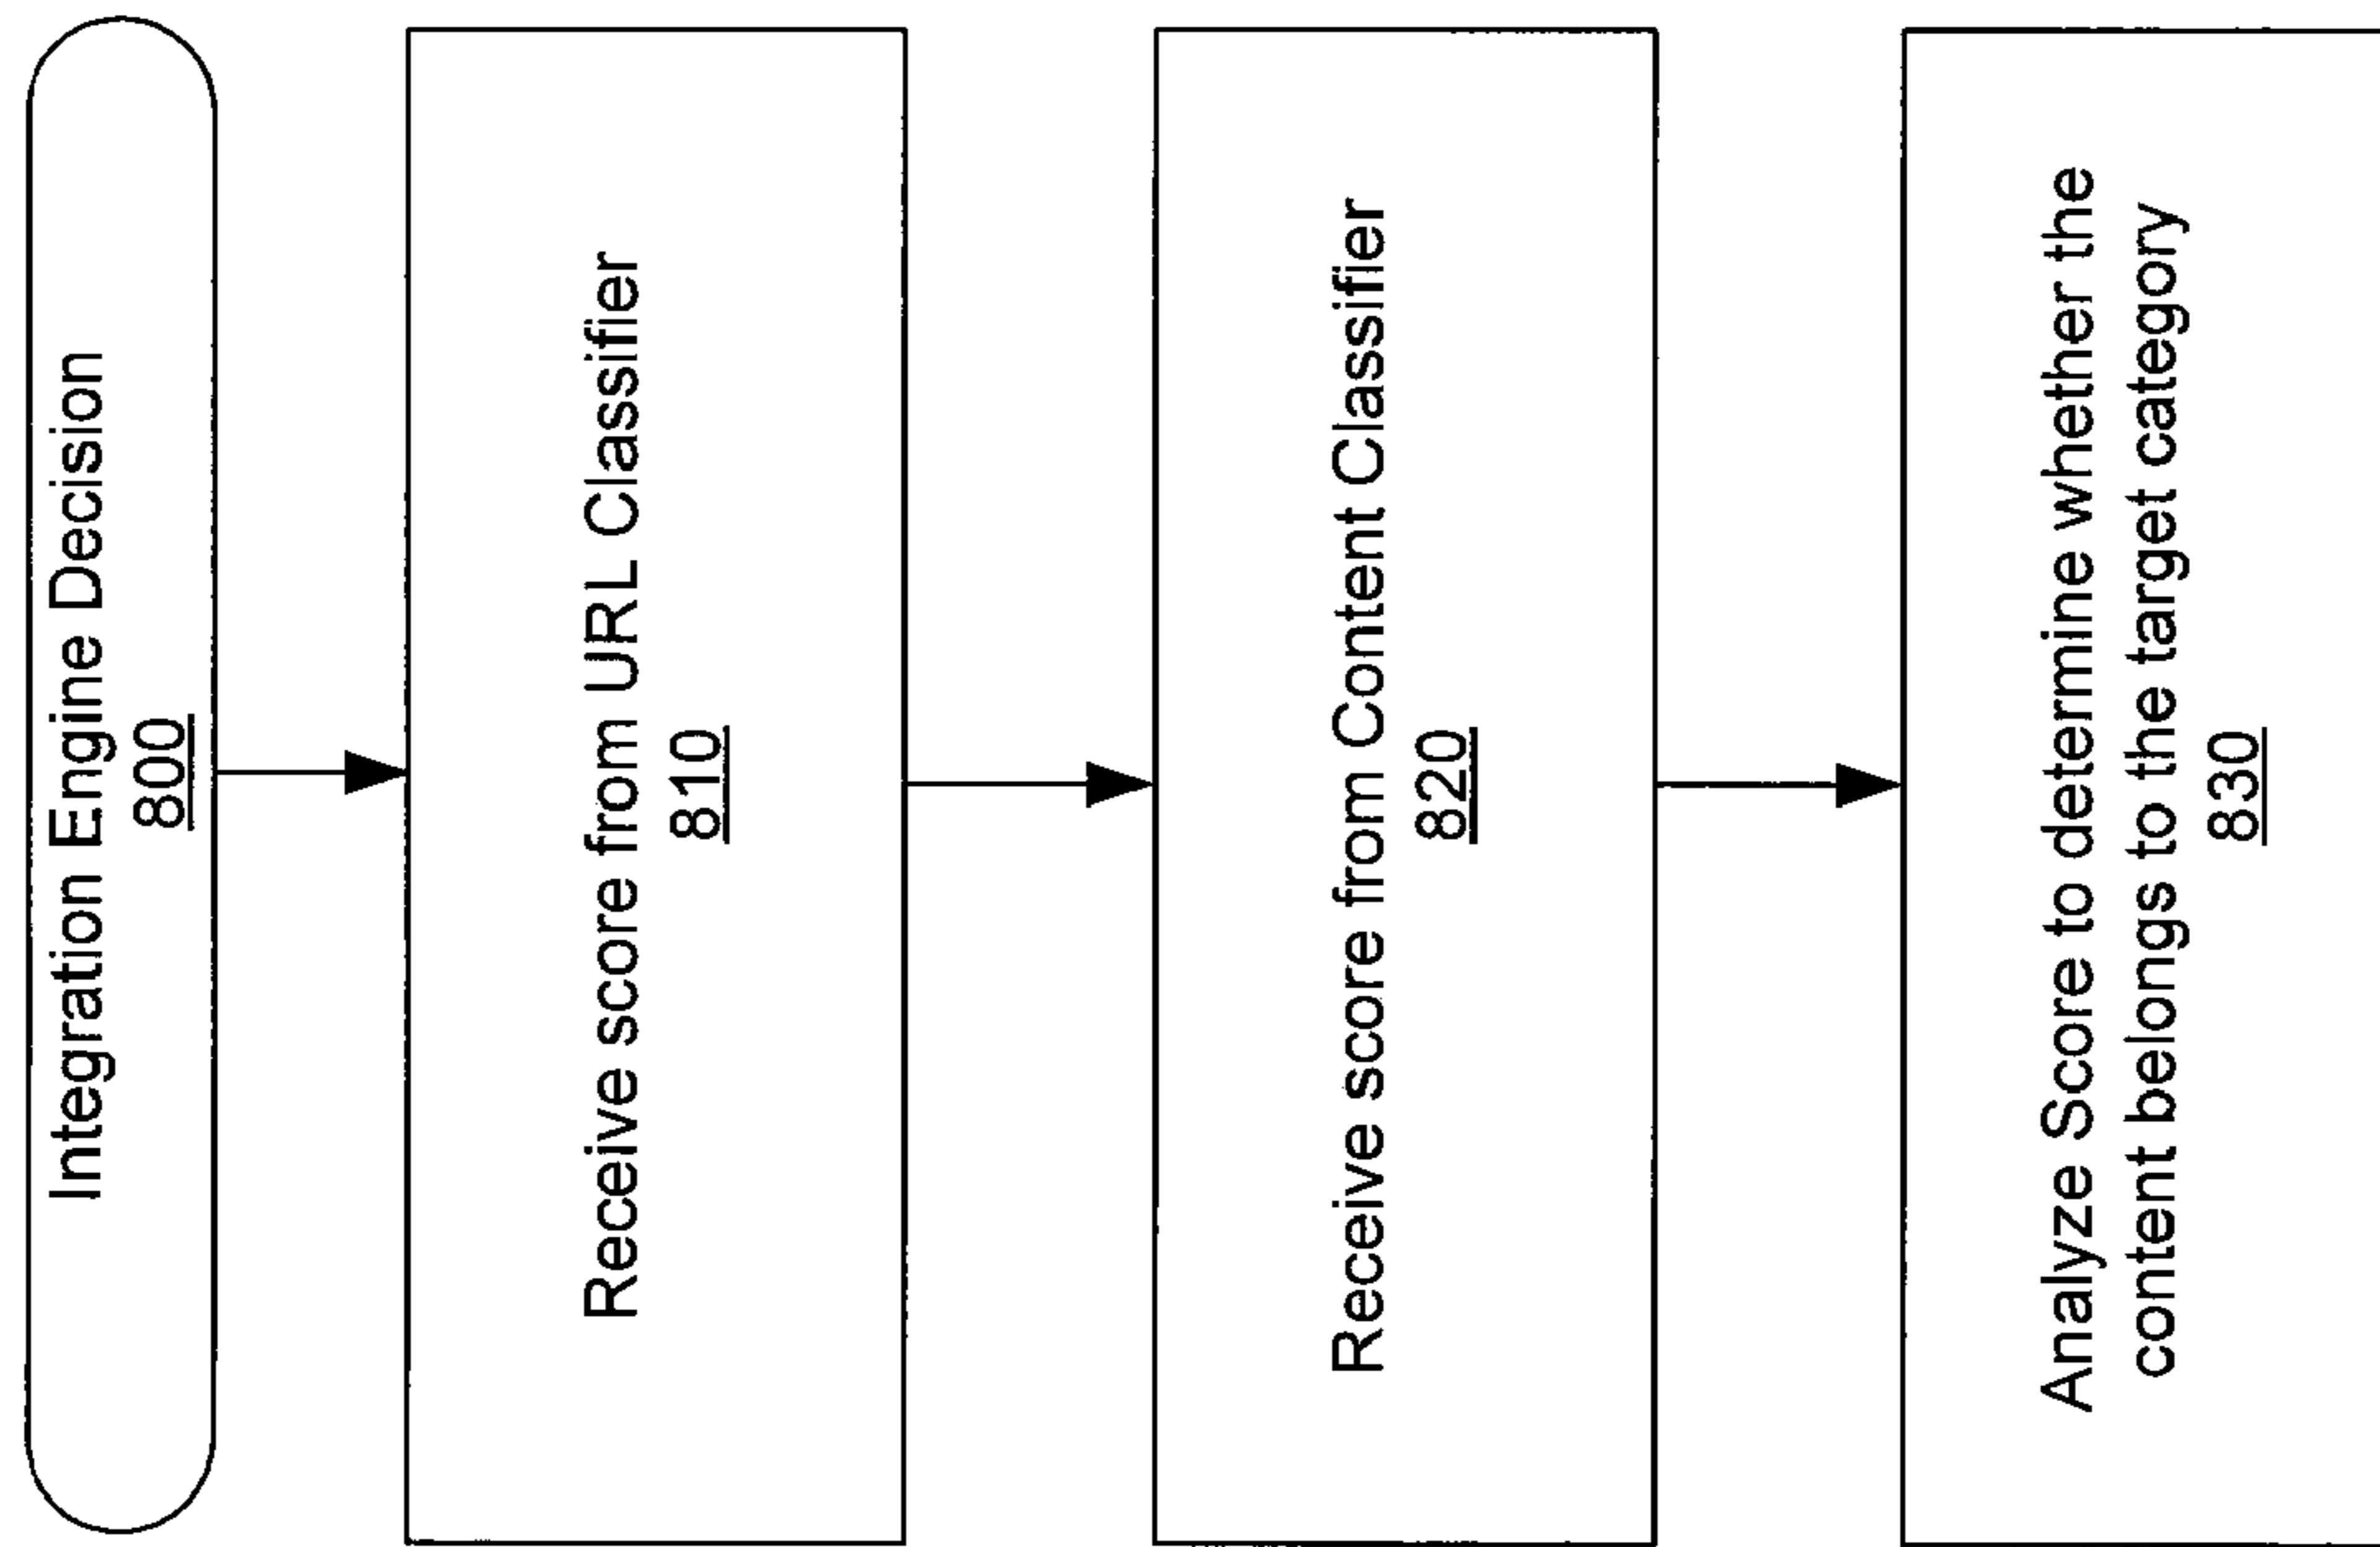 Integration Engine Decision
800
Receive score from URL Classifier
810
Receive score from Content Classifier
820
Analyze Score to determine whether the
content belongs to the target category
830